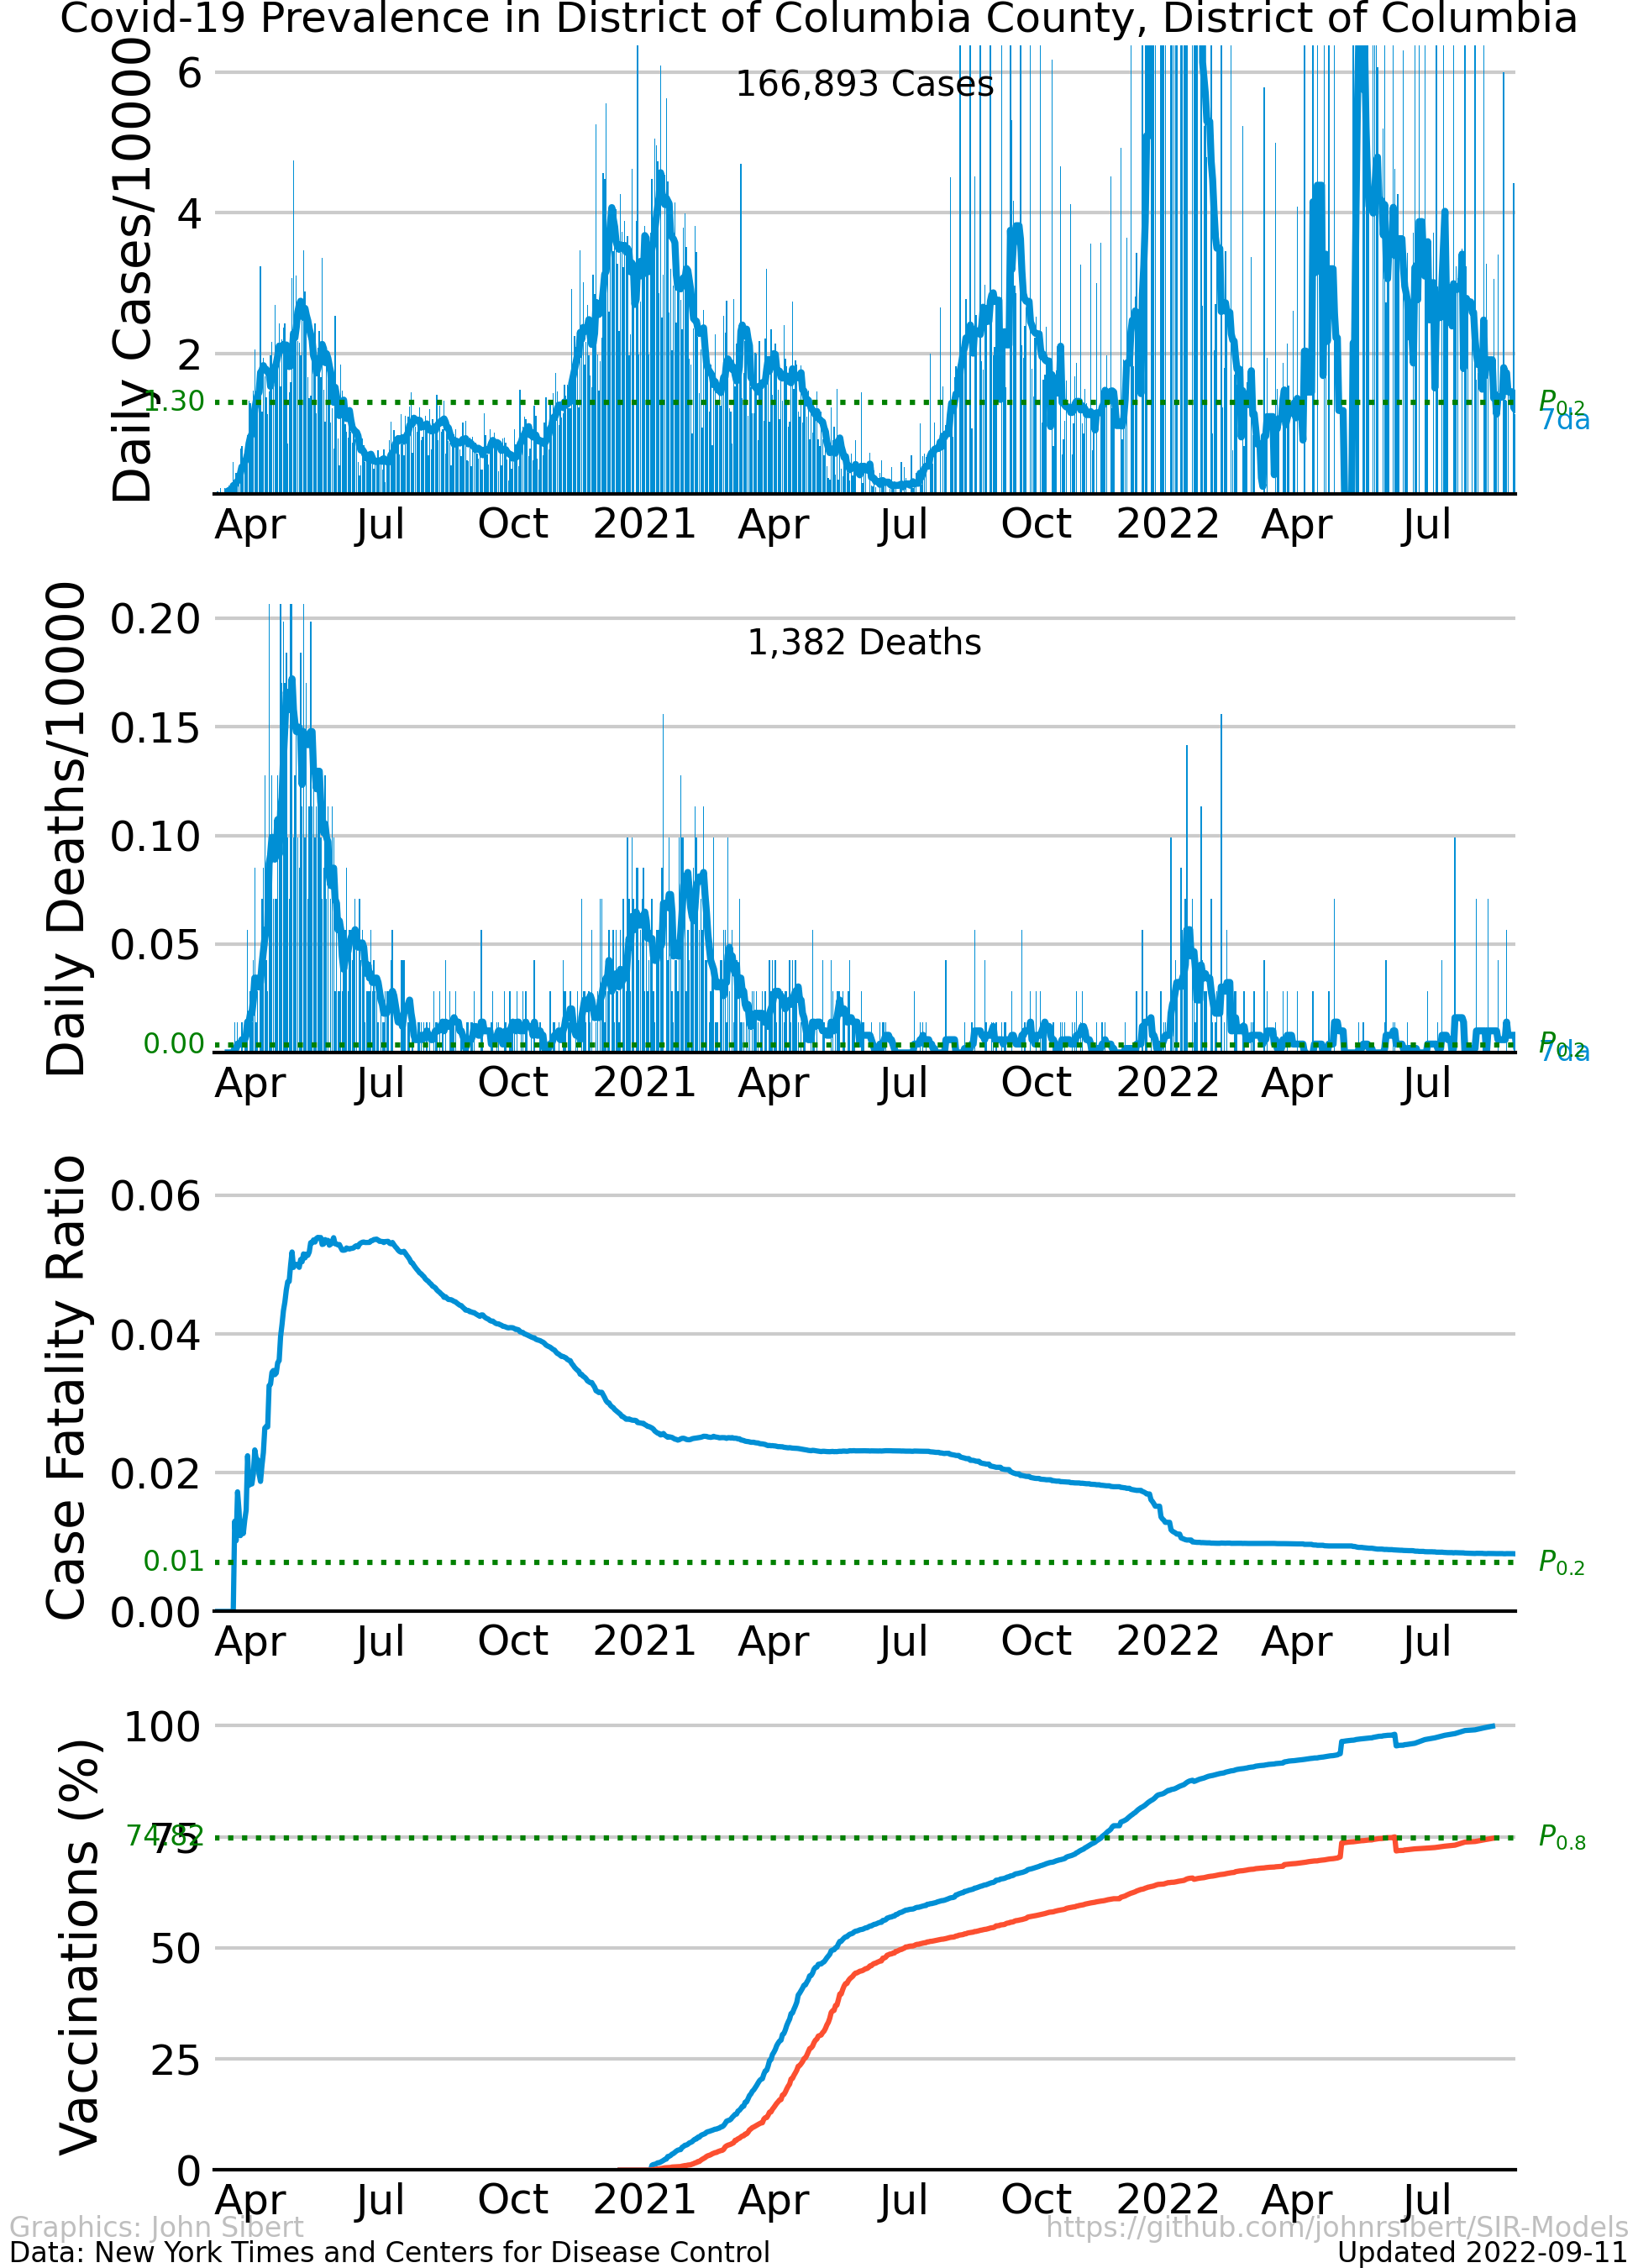 Covid-19 Prevalence in District of Columbia County, District of Columbia
Daily Cases/10000
6
4
2
1.30
166,893 Cases
P0.2
7da
Apr Jul Oct 2021 Apr Jul Oct 2022 Apr Jul
Daily Deaths/10000
0.20
0.15
0.10
0.05
0.00
1,382 Deaths
P0.2
7da
Apr Jul Oct 2021 Apr Jul Oct 2022 Apr Jul
Case Fatality Ratio
0.06
0.04
0.02
0.01
0.00
P0.2
Apr Jul Oct 2021 Apr Jul Oct 2022 Apr Jul
Vaccinations (%)
100
75
74.82
50
25
0
P0.8
Apr Jul Oct 2021 Apr Jul Oct 2022 Apr Jul
Graphics: John Sibert
https://github.com/johnrsibert/SIR-Models
Data: New York Times and Centers for Disease Control
Updated 2022-09-11